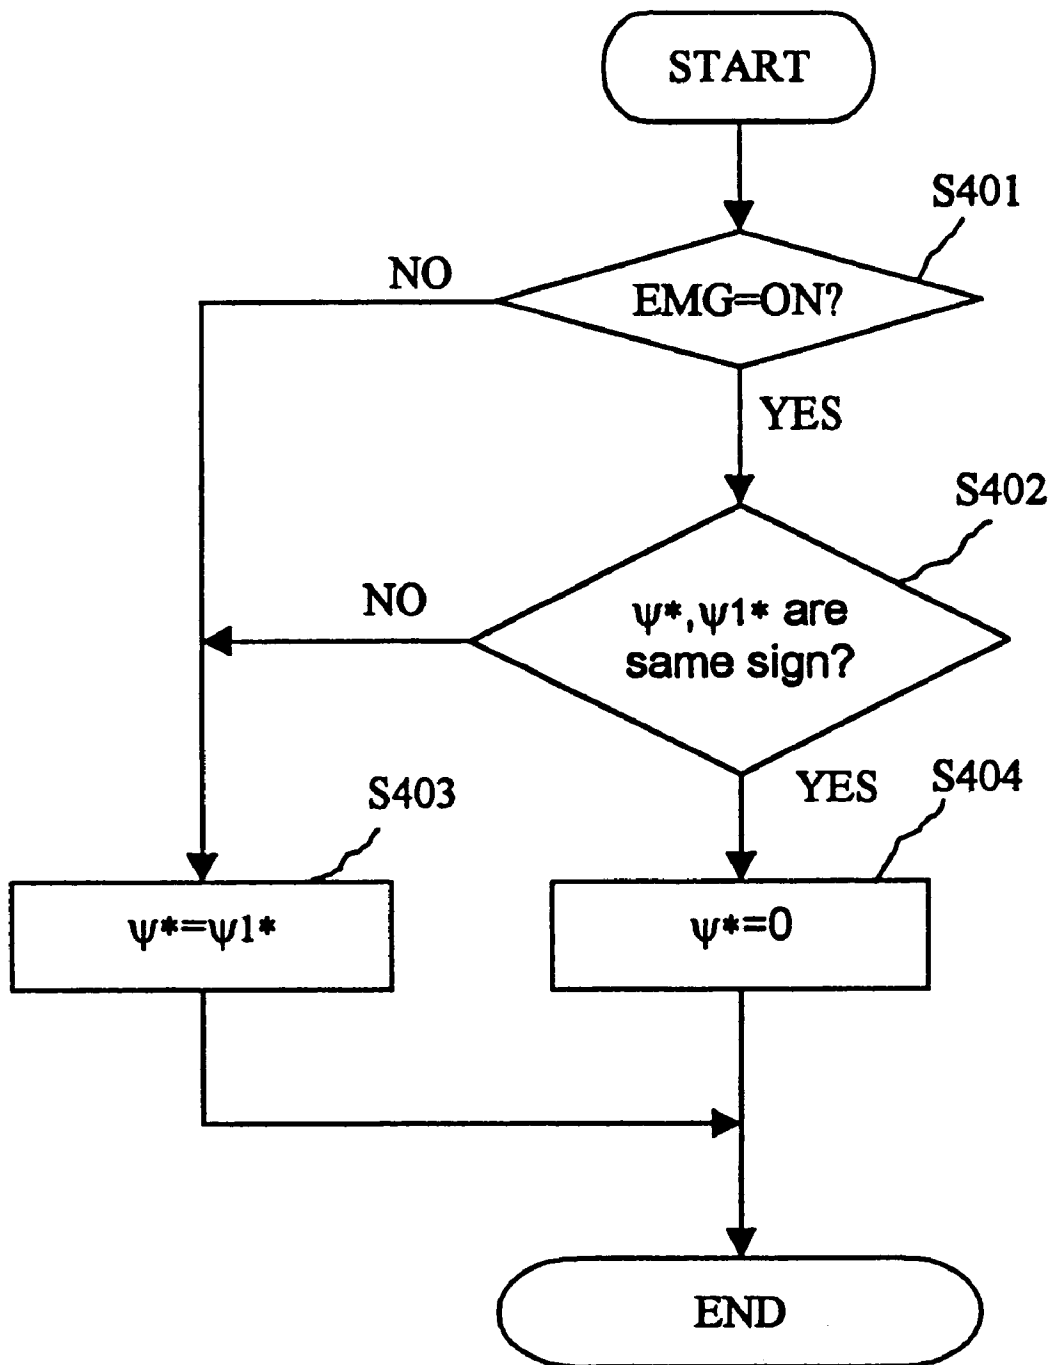 START
S401
NO
EMG=ON?
YES
S402
NO
ψ*,ψ1* are
same sign?
YES
S404
S403
ψ*=ψ1*
ψ*=0
END